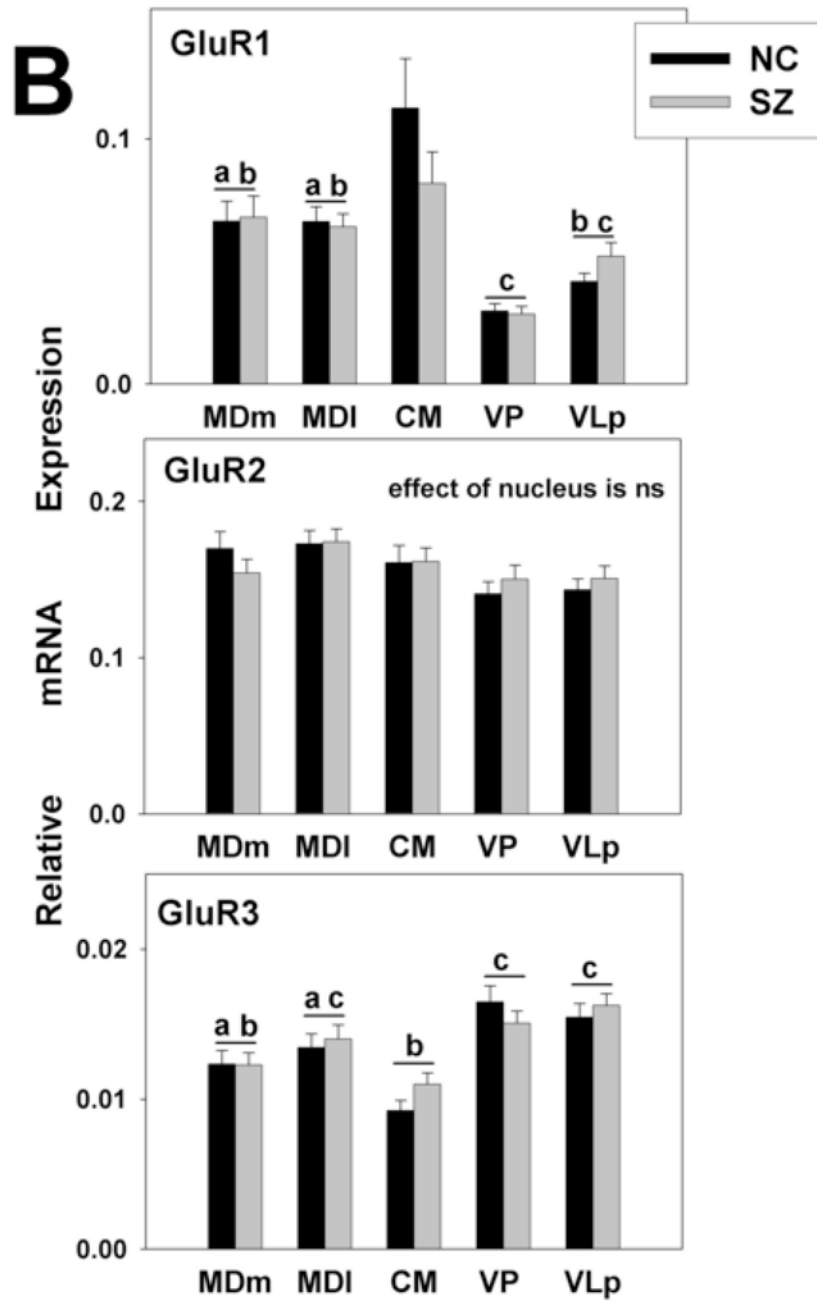 B
GluR1
NC
SZ
0.1
a b
a b
b c
c
0.0
MDm MDl CM VP VLp
GluR2
effect of nucleus is ns
0.2
0.1
0.0
MDm MDl CM VP VLp
GluR3
0.02
c
c
a c
a b
b
0.01
0.00
MDm MDl CM VP VLp
Relative mRNA Expression